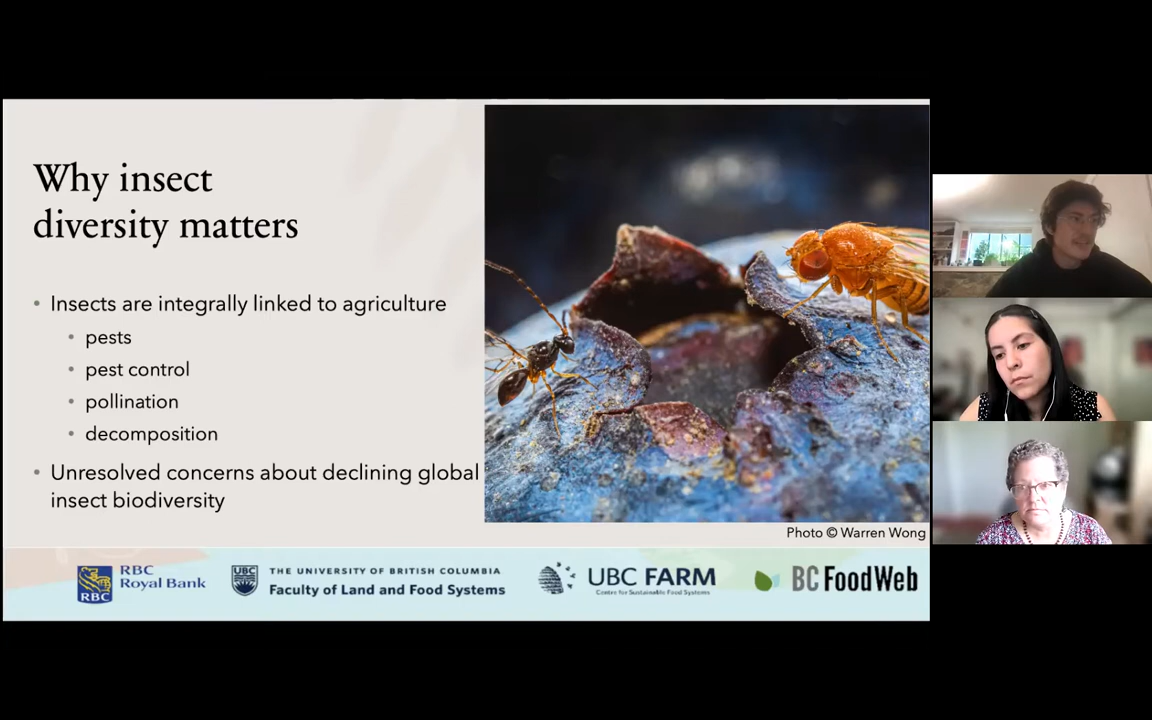 Why insect
diversity matters
• Insects are integrally linked to agriculture
• pests
• pest control
• pollination
• decomposition
• Unresolved concerns about declining global
insect biodiversity
Photo © Warren Wong
RBC
RBC
Royal Bank
UBC
THE UNIVERSITY OF BRITISH COLUMBIA
Faculty of Land and Food Systems
UBC FARM
Centre for Sustainable Food Systems
BC FoodWeb